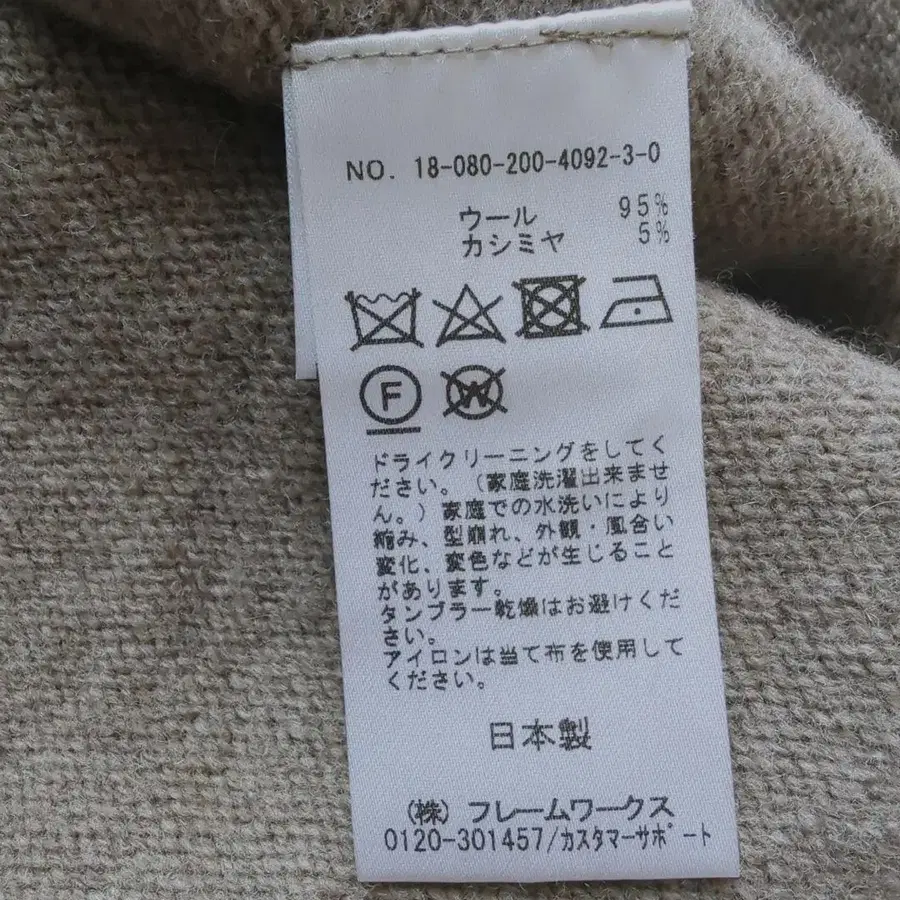 NO. 18-080-200-4092-3-0
ウール 95%
カシミヤ 5%
F
W
ドライクリーニングをしてく
ださい。(家庭洗濯出来ませ
ん。)家庭での水洗いにより
縮み、型崩れ、外観・風合い
変化、変色などが生じること
があります。
タンブラー乾燥はお避けくだ
さい。
アイロンは当て布を使用して
ください。
日本製
(株)フレームワークス
0120-301457/カスタマーサポート